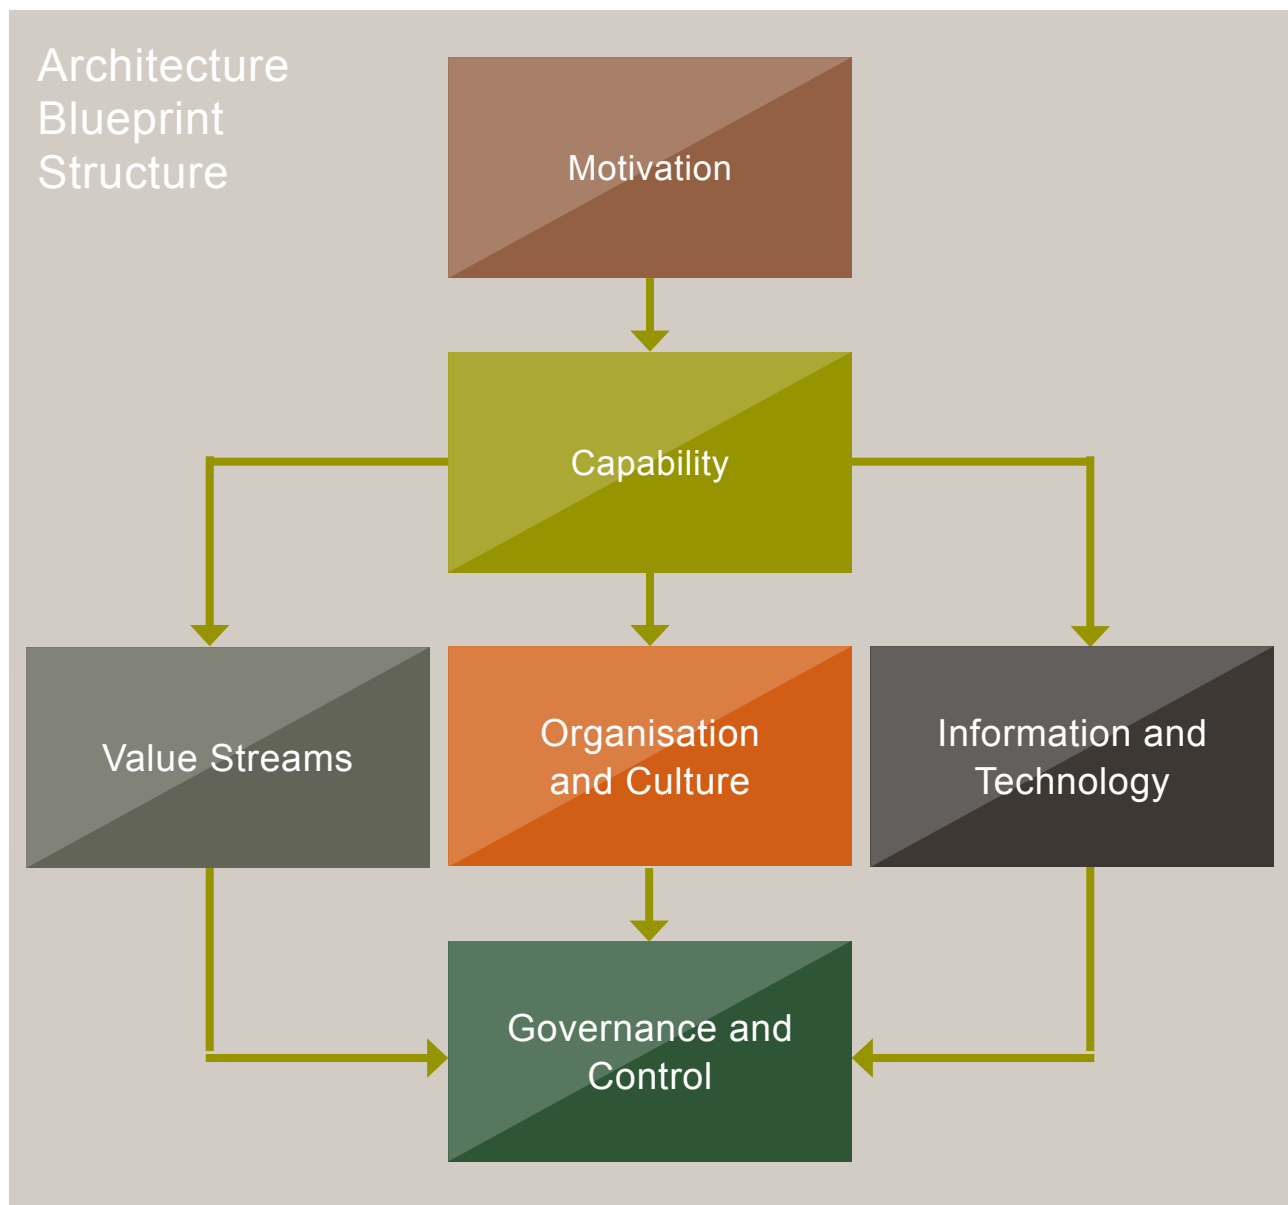 Architecture
Blueprint
Structure
Motivation
Capability
Value Streams
Organisation
and Culture
Information and
Technology
Governance and
Control